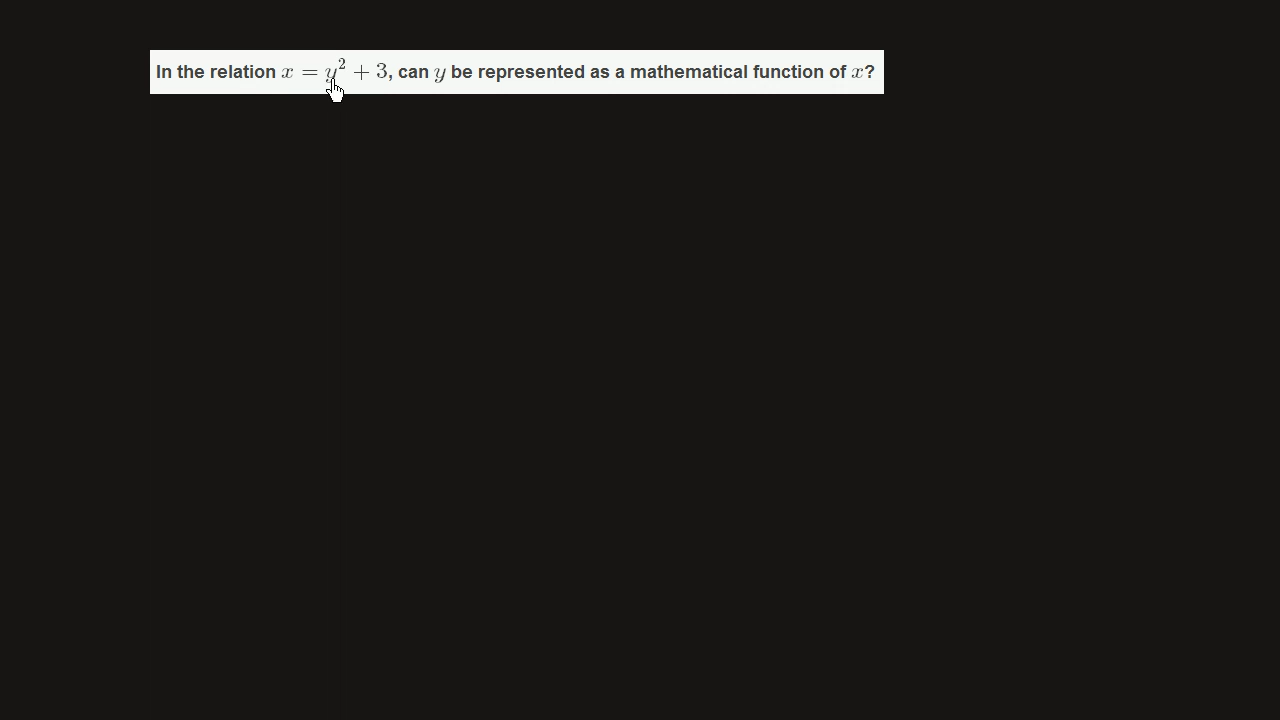 In the relation x = y² + 3, can y be represented as a mathematical function of x?